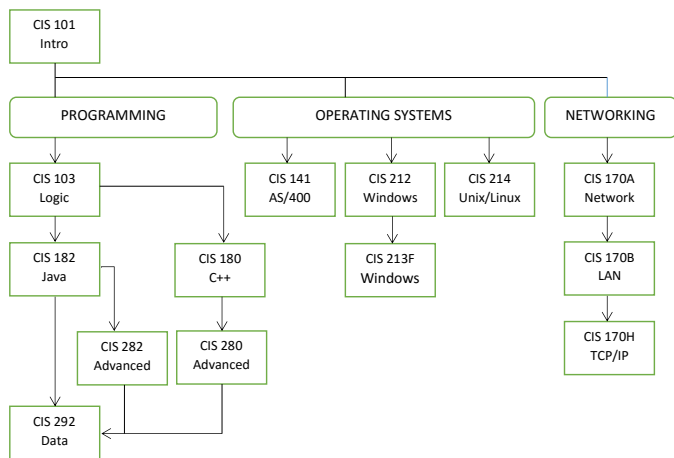 CIS 101
Intro
PROGRAMMING
OPERATING SYSTEMS
NETWORKING
CIS 103
Logic
CIS 141
AS/400
CIS 212
Windows
CIS 214
Unix/Linux
CIS 170A
Network
CIS 182
Java
CIS 180
C++
CIS 213F
Windows
CIS 170B
LAN
CIS 282
Advanced
CIS 280
Advanced
CIS 170H
TCP/IP
CIS 292
Data